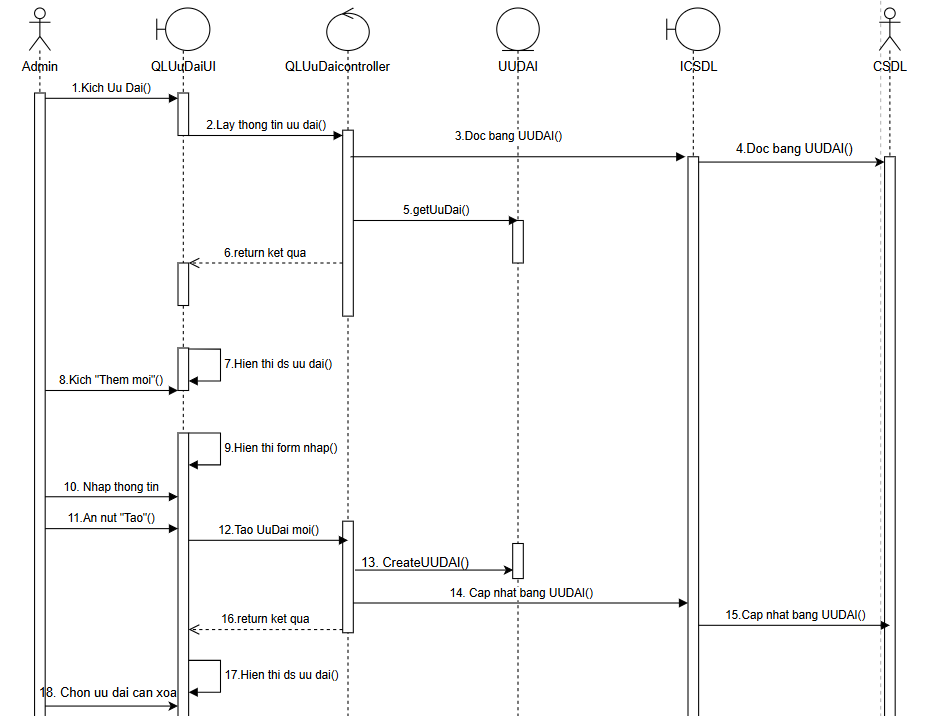 Admin
QLUuDaiUI
QLUuDaicontroller
UUDAI
ICSDL
CSDL
1.Kich Uu Dai()
2.Lay thong tin uu dai()
3.Doc bang UUDAI()
4.Doc bang UUDAI()
5.getUuDai()
6.return ket qua
7.Hien thi ds uu dai()
8.Kich "Them moi"()
9.Hien thi form nhap()
10. Nhap thong tin
11.An nut "Tao"()
12.Tao UuDai moi()
13. CreateUUDAI()
14. Cap nhat bang UUDAI()
15.Cap nhat bang UUDAI()
16.return ket qua
17.Hien thi ds uu dai()
18. Chon uu dai can xoa